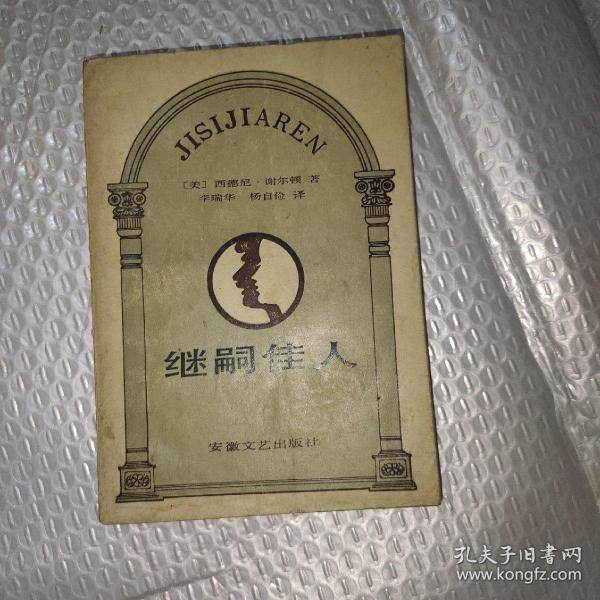 JISIJIAREN
[美] 西德尼·谢尔顿 著
李瑞华 杨自俭 译
继嗣佳人
安徽文艺出版社
孔夫子旧书网
www.kongfz.com